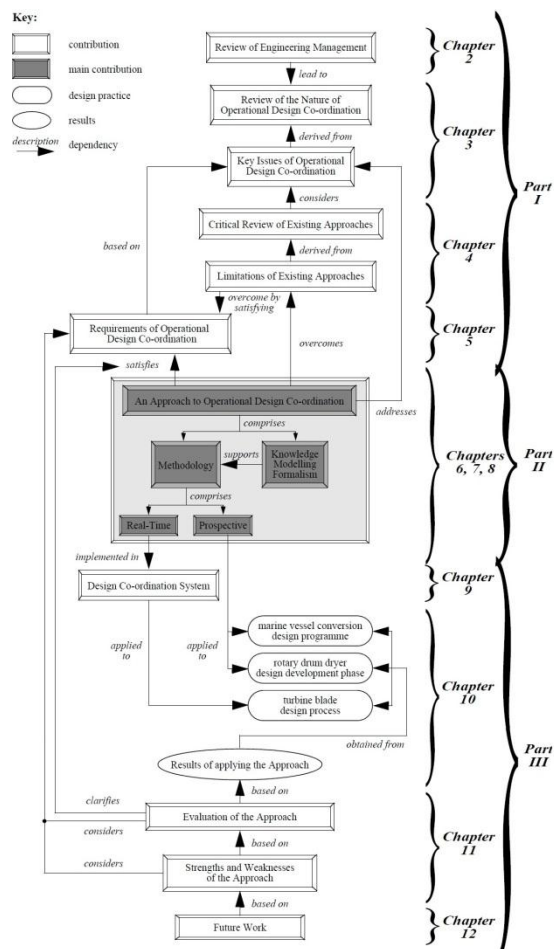 Key:
contribution
main contribution
design practice
results
description
dependency
Review of Engineering Management
lead to
Review of the Nature of
Operational Design Co-ordination
derived from
Key Issues of Operational
Design Co-ordination
considers
based on
Critical Review of Existing Approaches
derived from
Limitations of Existing Approaches
overcome by
satisfying
Requirements of Operational
Design Co-ordination
overcomes
satisfies
An Approach to Operational Design Co-ordination
addresses
comprises
Methodology
supports
Knowledge
Modelling
Formalism
comprises
Real-Time
Prospective
implemented in
Design Co-ordination System
applied
to
applied
to
marine vessel conversion
design programme
rotary drum dryer
design development phase
turbine blade
design process
obtained from
Results of applying the Approach
based on
clarifies
Evaluation of the Approach
considers
based on
considers
Strengths and Weaknesses
of the Approach
based on
Future Work
Chapter
2
Chapter
3
Chapter
4
Chapter
5
Chapters
6, 7, 8
Chapter
9
Chapter
10
Chapter
11
Chapter
12
Part
I
Part
II
Part
III